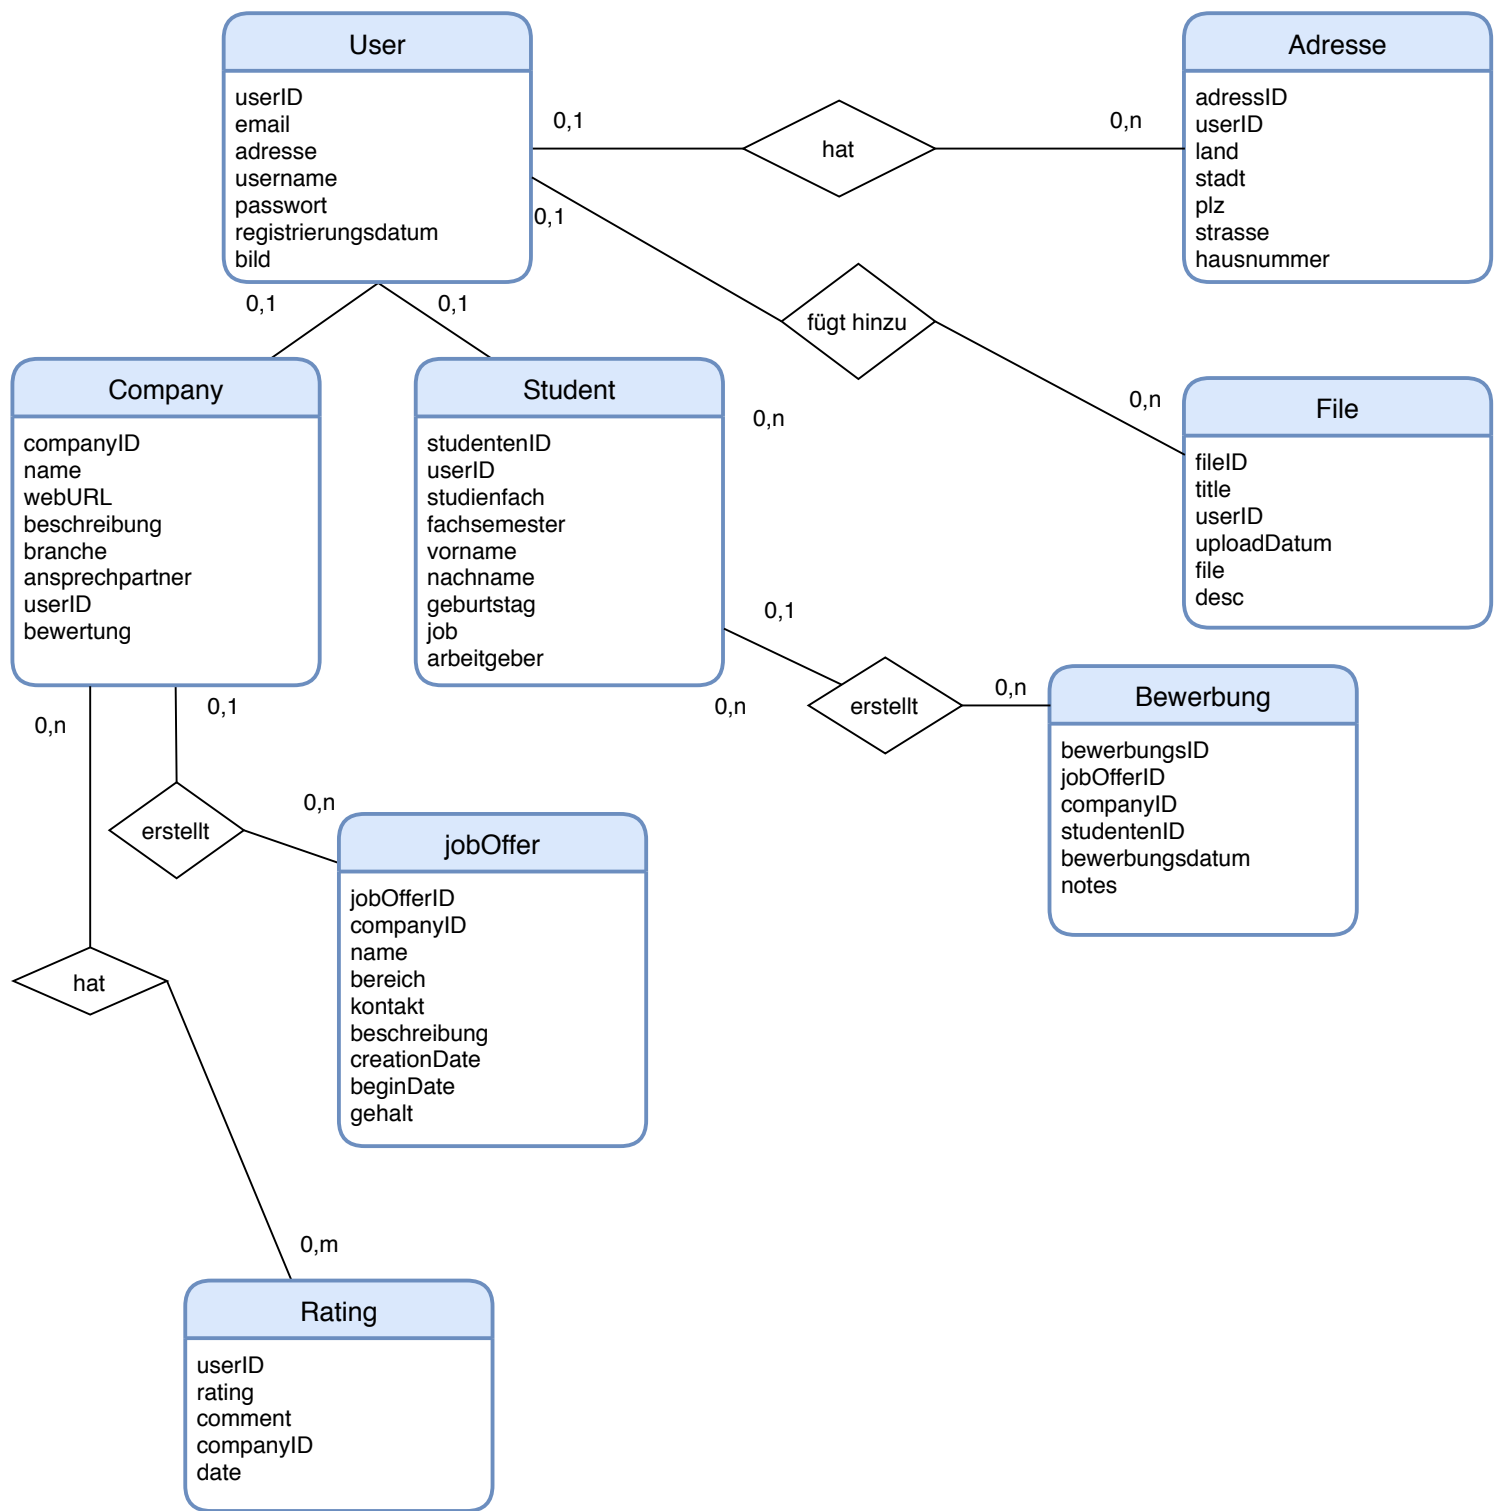 User
userID
email
adresse
username
passwort
registrierungsdatum
bild
0,1
hat
0,n
Adresse
adressID
userID
land
stadt
plz
strasse
hausnummer
0,1
fügt hinzu
0,n
File
fileID
title
userID
uploadDatum
file
desc
0,1
0,1
Company
companyID
name
webURL
beschreibung
branche
ansprechpartner
userID
bewertung
Student
studentenID
userID
studienfach
fachsemester
vorname
nachname
geburtstag
job
arbeitgeber
0,n
0,1
0,n
erstellt
0,n
Bewerbung
bewerbungsID
jobOfferID
companyID
studentenID
bewerbungsdatum
notes
0,n
0,1
erstellt
0,n
jobOffer
jobOfferID
companyID
name
bereich
kontakt
beschreibung
creationDate
beginDate
gehalt
hat
0,m
Rating
userID
rating
comment
companyID
date